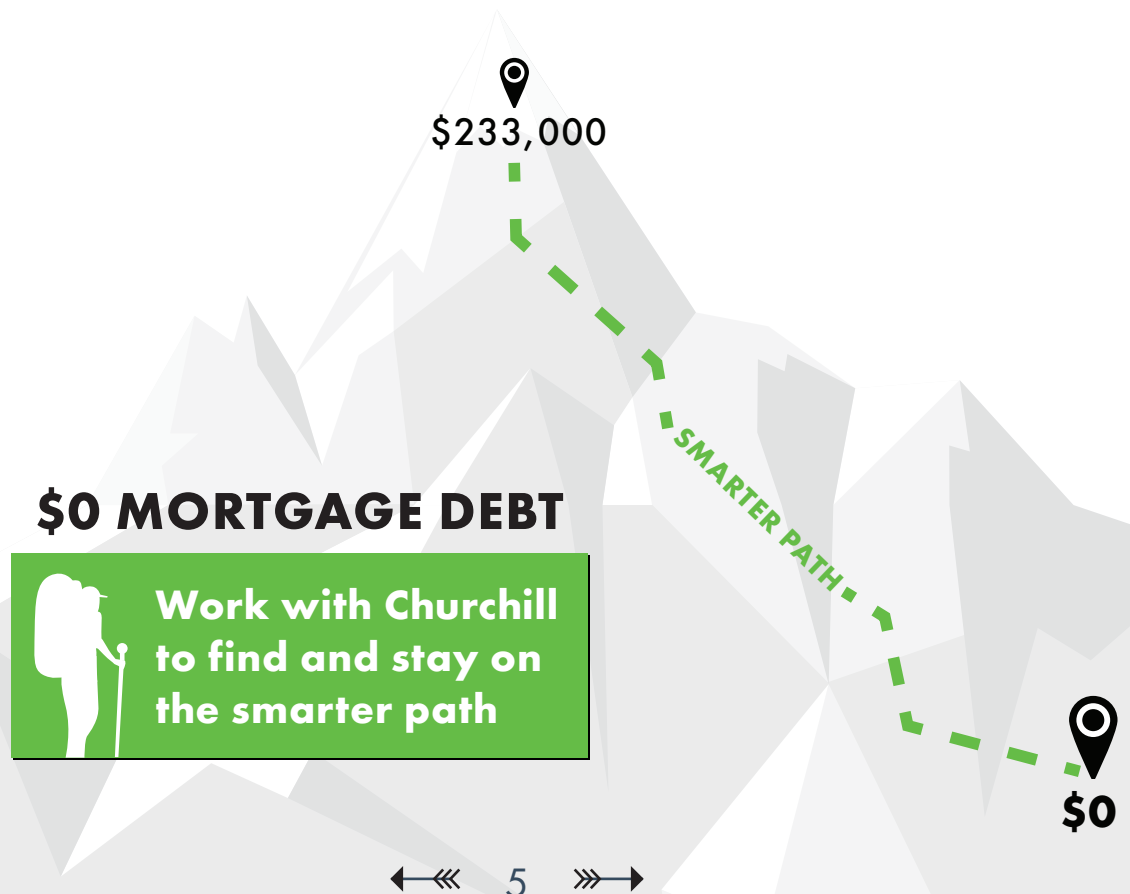 $233,000
SMARTER PATH
$0 MORTGAGE DEBT
Work with Churchill
to find and stay on
the smarter path
$0
5